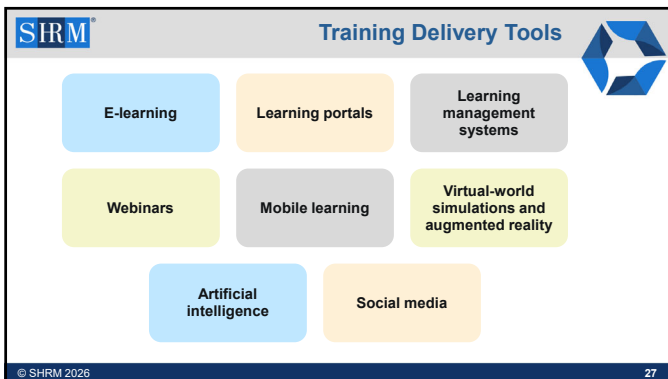 SHRM®
Training Delivery Tools
E-learning
Learning portals
Learning
management
systems
Webinars
Mobile learning
Virtual-world
simulations and
augmented reality
Artificial
intelligence
Social media
© SHRM 2026
27